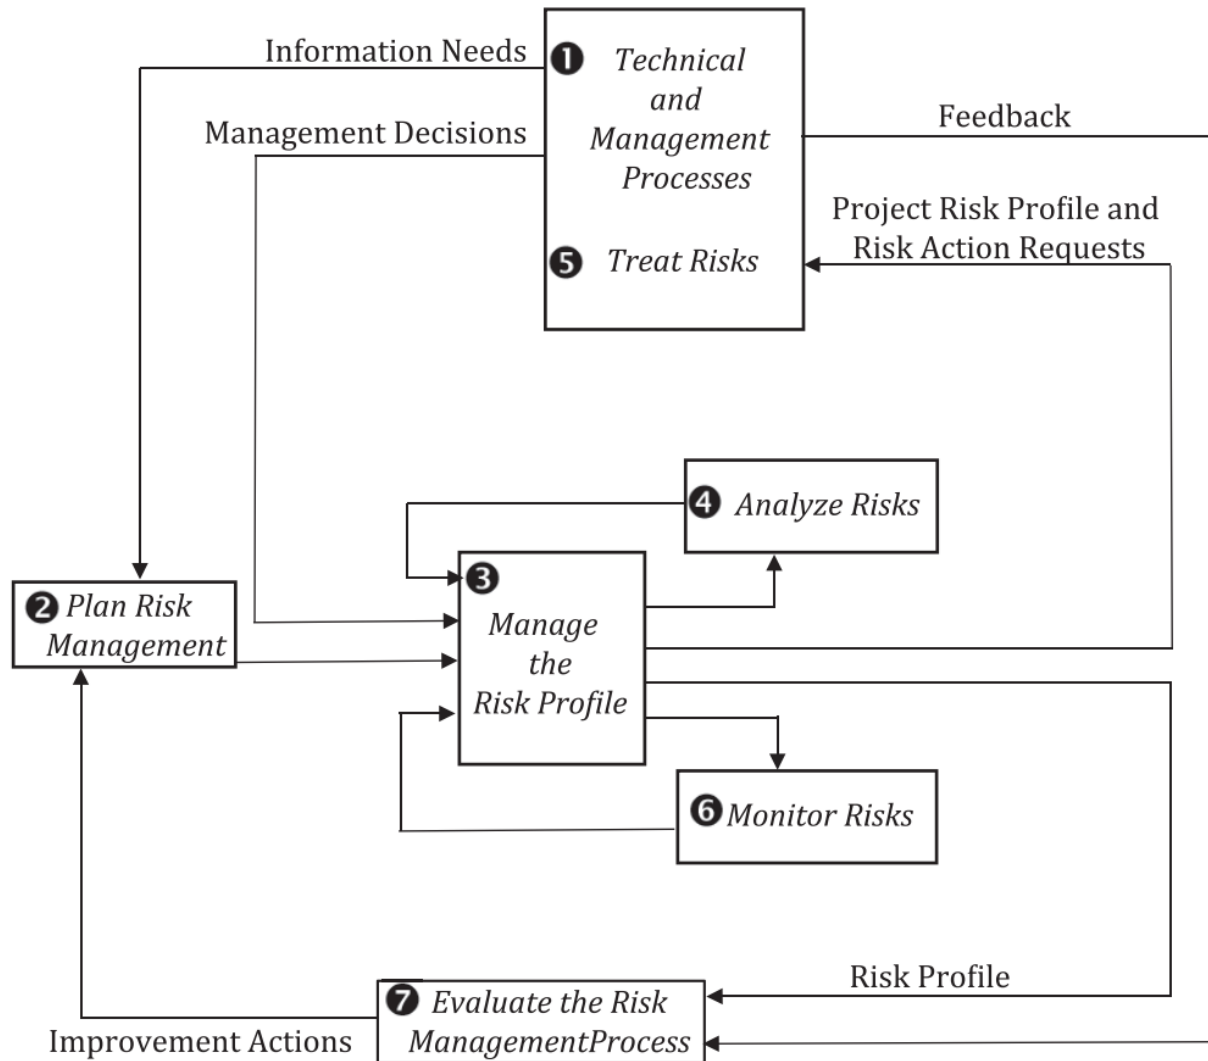 Information Needs
Management Decisions
❶ Technical
and
Management
Processes
❺ Treat Risks
Feedback
Project Risk Profile and
Risk Action Requests
❹ Analyze Risks
❸
Manage
the
Risk Profile
❷ Plan Risk
Management
❻ Monitor Risks
Risk Profile
❼ Evaluate the Risk
ManagementProcess
Improvement Actions